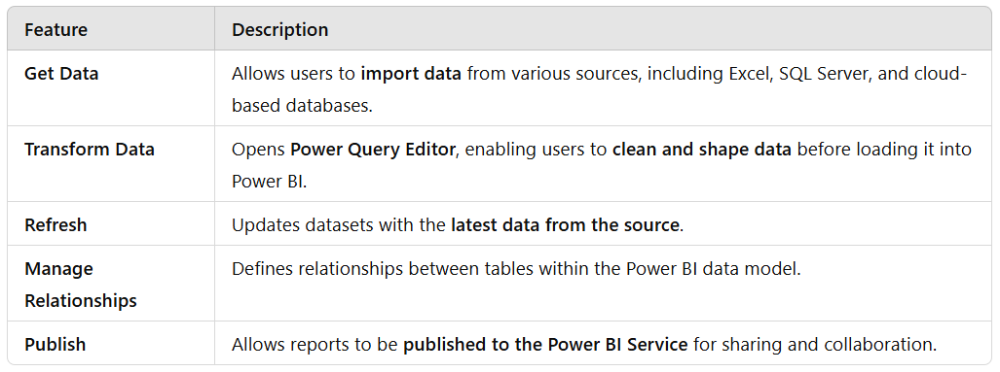 Feature Description
Get Data Allows users to import data from various sources, including Excel, SQL Server, and cloud-
based databases.
Transform Data Opens Power Query Editor, enabling users to clean and shape data before loading it into
Power BI.
Refresh Updates datasets with the latest data from the source.
Manage Defines relationships between tables within the Power BI data model.
Relationships
Publish Allows reports to be published to the Power BI Service for sharing and collaboration.